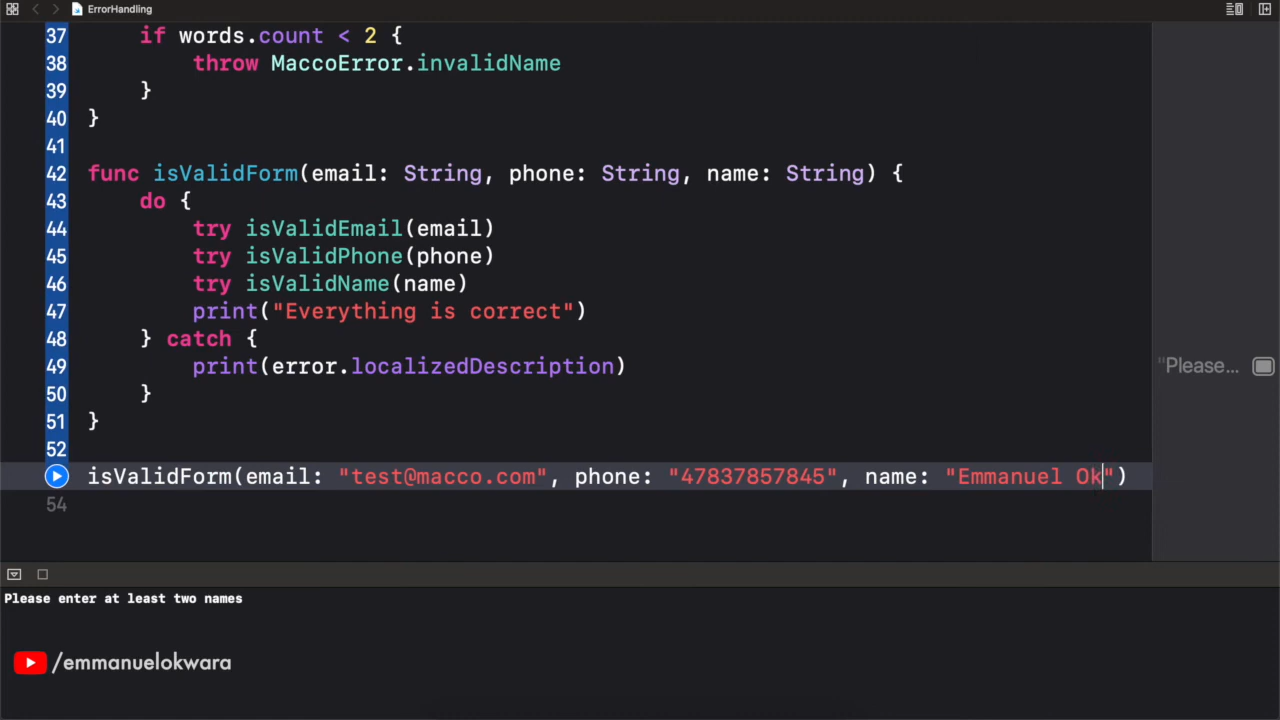 ErrorHandling
37 if words.count < 2 {
38 throw MaccoError.invalidName
39 }
40 }
41
42 func isValidForm(email: String, phone: String, name: String) {
43 do {
44 try isValidEmail(email)
45 try isValidPhone(phone)
46 try isValidName(name)
47 print("Everything is correct")
48 } catch {
49 print(error.localizedDescription)
"Please...
50 }
51 }
52
isValidForm(email: "test@macco.com", phone: "47837857845", name: "Emmanuel Ok")
54
Please enter at least two names
/emmanuelokwara